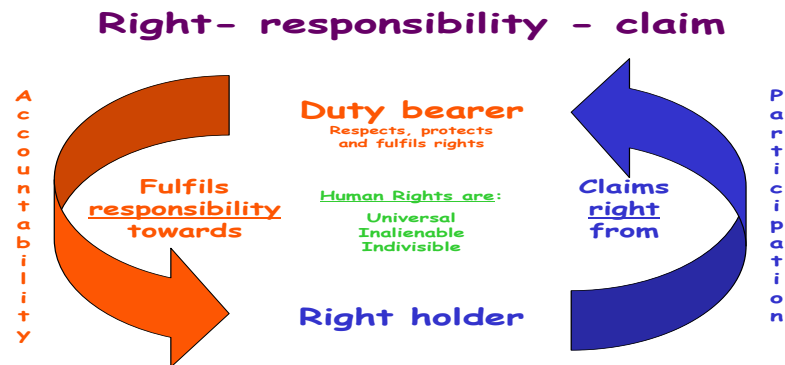 Right- responsibility - claim
Accountability
Duty bearer
Respects, protects
and fulfils rights
Fulfils
responsibility
towards
Human Rights are:
Universal
Inalienable
Indivisible
Claims
right
from
Right holder
Participation